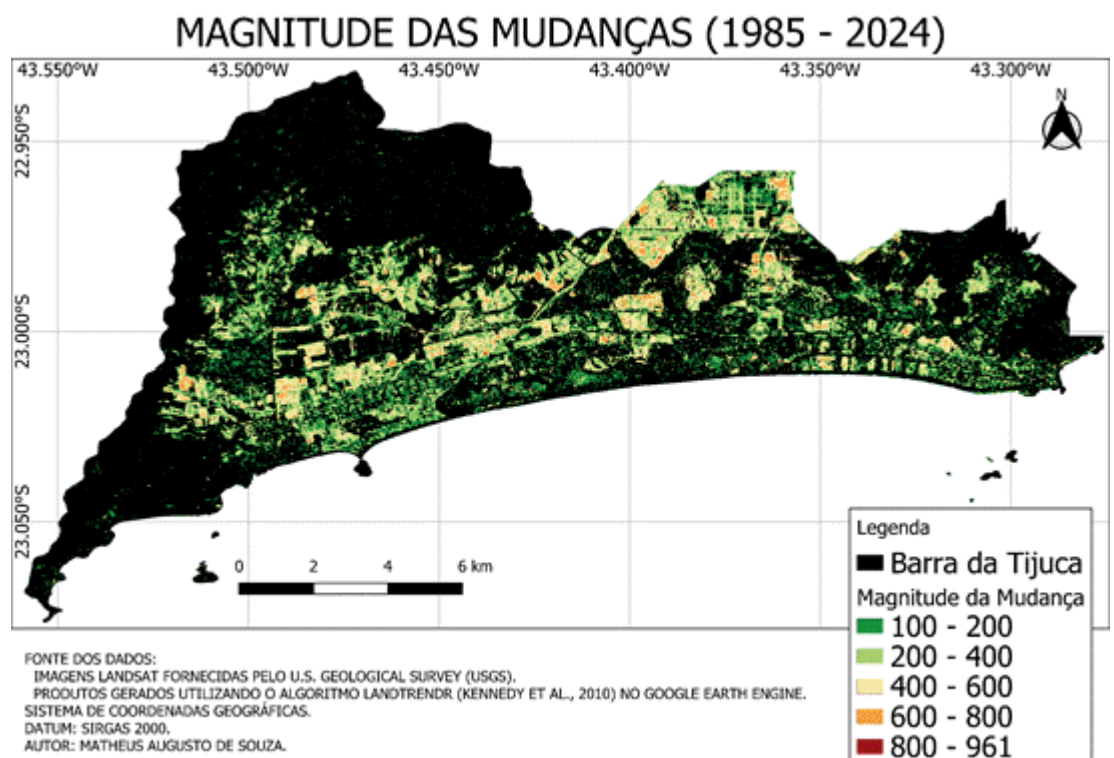 MAGNITUDE DAS MUDANÇAS (1985 - 2024)
43.550°W 43.500°W 43.450°W 43.400°W 43.350°W 43.300°W
N
22.950°S
23.000°S
23.050°S
0 2 4 6 km
Legenda
Barra da Tijuca
Magnitude da Mudança
100 - 200
200 - 400
400 - 600
600 - 800
800 - 961
FONTE DOS DADOS:
IMAGENS LANDSAT FORNECIDAS PELO U.S. GEOLOGICAL SURVEY (USGS).
PRODUTOS GERADOS UTILIZANDO O ALGORITMO LANDTRENDR (KENNEDY ET AL., 2010) NO GOOGLE EARTH ENGINE.
SISTEMA DE COORDENADAS GEOGRÁFICAS.
DATUM: SIRGAS 2000.
AUTOR: MATHEUS AUGUSTO DE SOUZA.